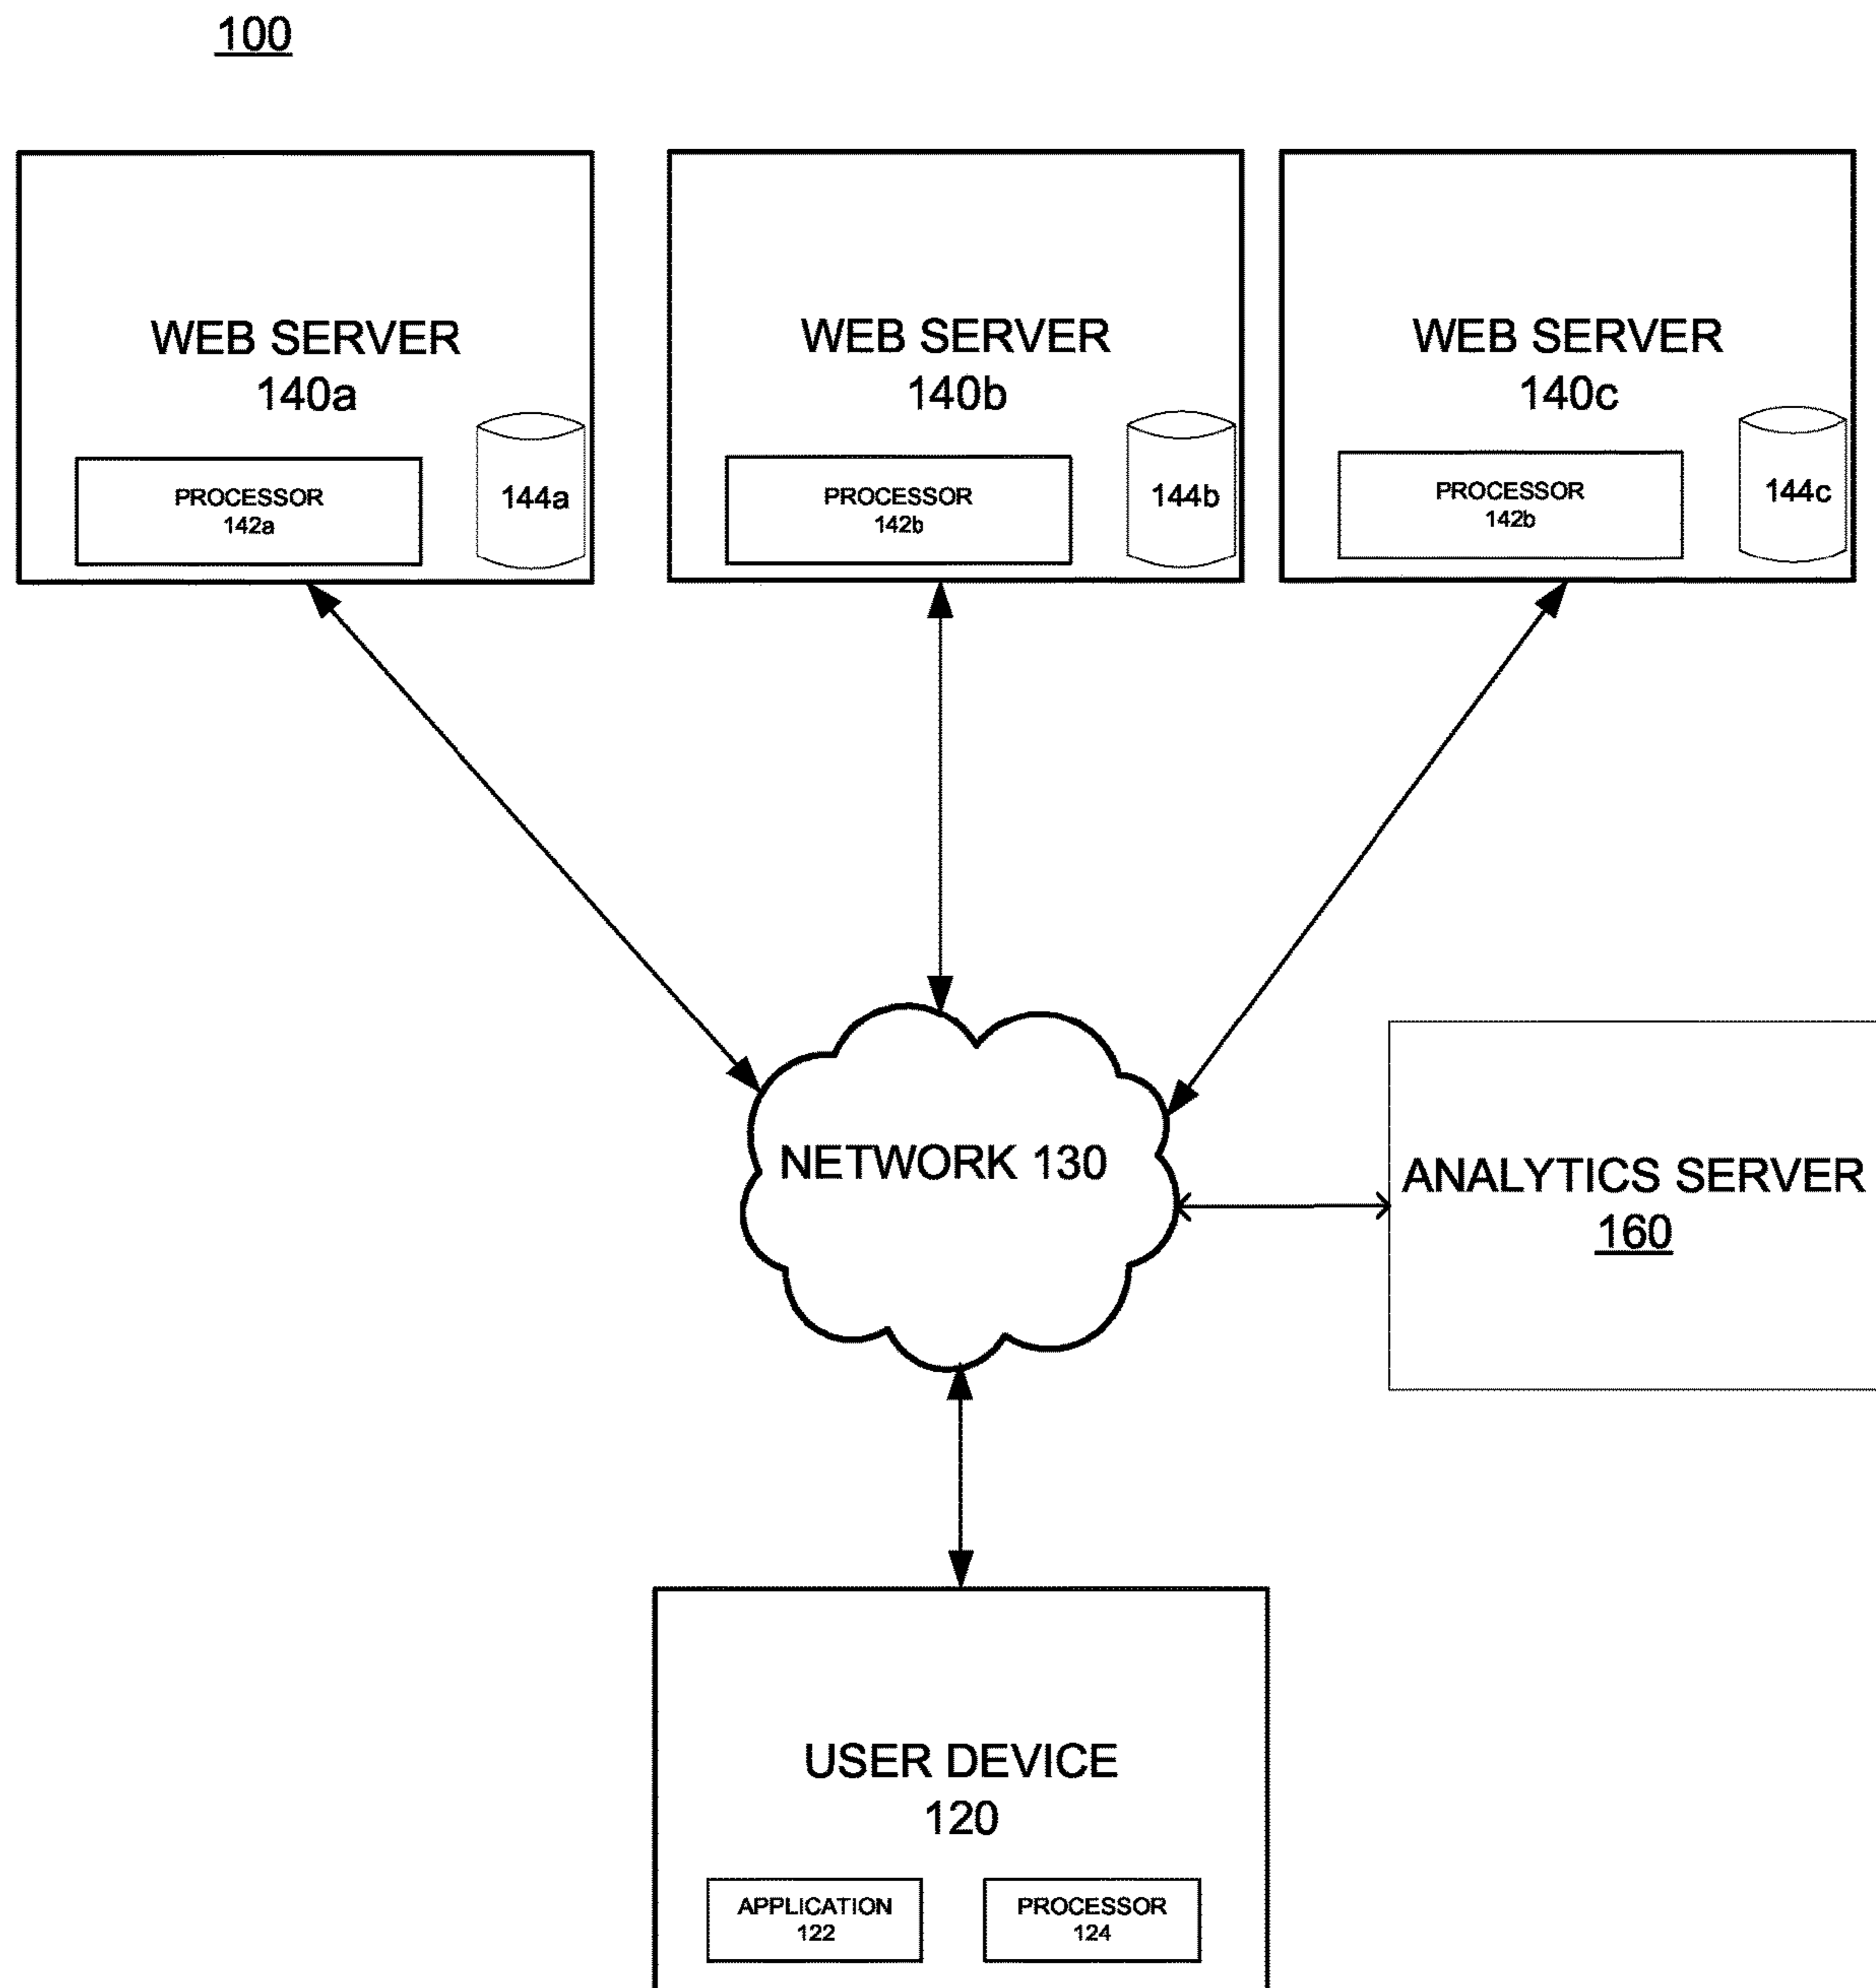 100
WEB SERVER
140a
PROCESSOR
142a
144a
WEB SERVER
140b
PROCESSOR
142b
144b
WEB SERVER
140c
PROCESSOR
142b
144c
NETWORK 130
ANALYTICS SERVER
160
USER DEVICE
120
APPLICATION
122
PROCESSOR
124